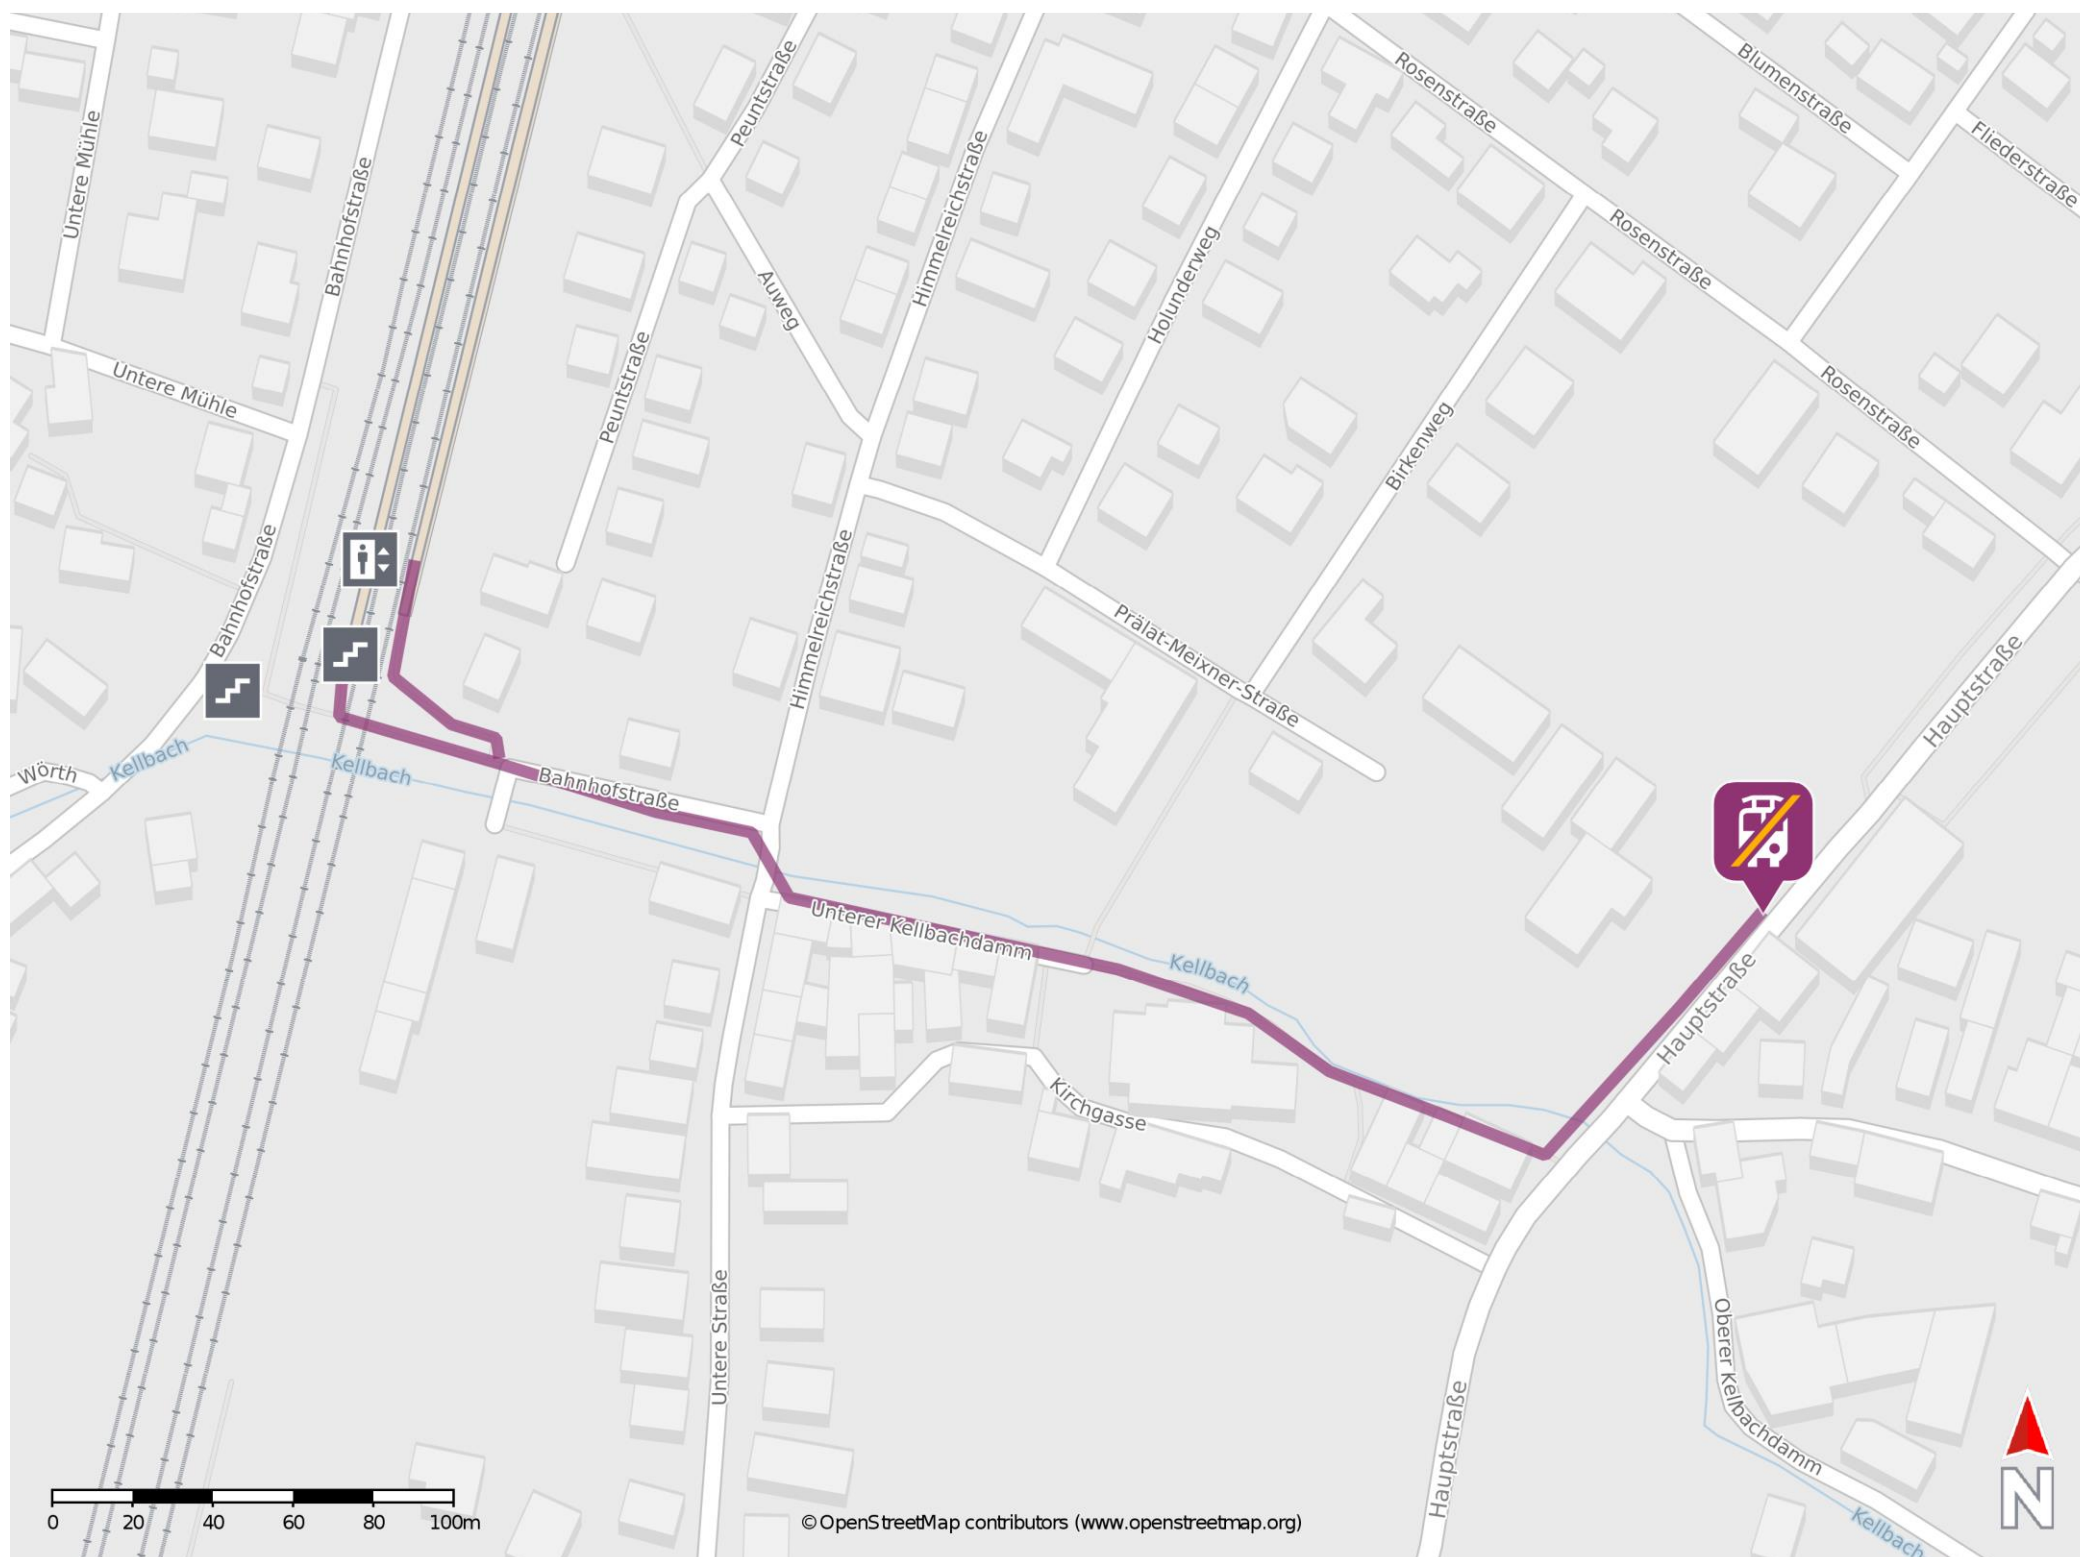 Rosenstraße
Blumenstraße
Peuntstraße
Untere Mühle
Bahnhofstraße
Himmelreichstraße
Fliederstraße
Rosenstraße
Holunderweg
Auweg
Untere Mühle
Peuntstraße
Rosenstraße
Birkenweg
Bahnhofstraße
Himmelreichstraße
Prälat-Meixner-Straße
Hauptstraße
Wörth
Kellbach
Kellbach
Bahnhofstraße
Unterer Kellbachdamm
Kellbach
Hauptstraße
Kirchgasse
Untere Straße
Oberer Kellbachdamm
Hauptstraße
Kellbach
N
0 20 40 60 80 100m
© OpenStreetMap contributors (www.openstreetmap.org)